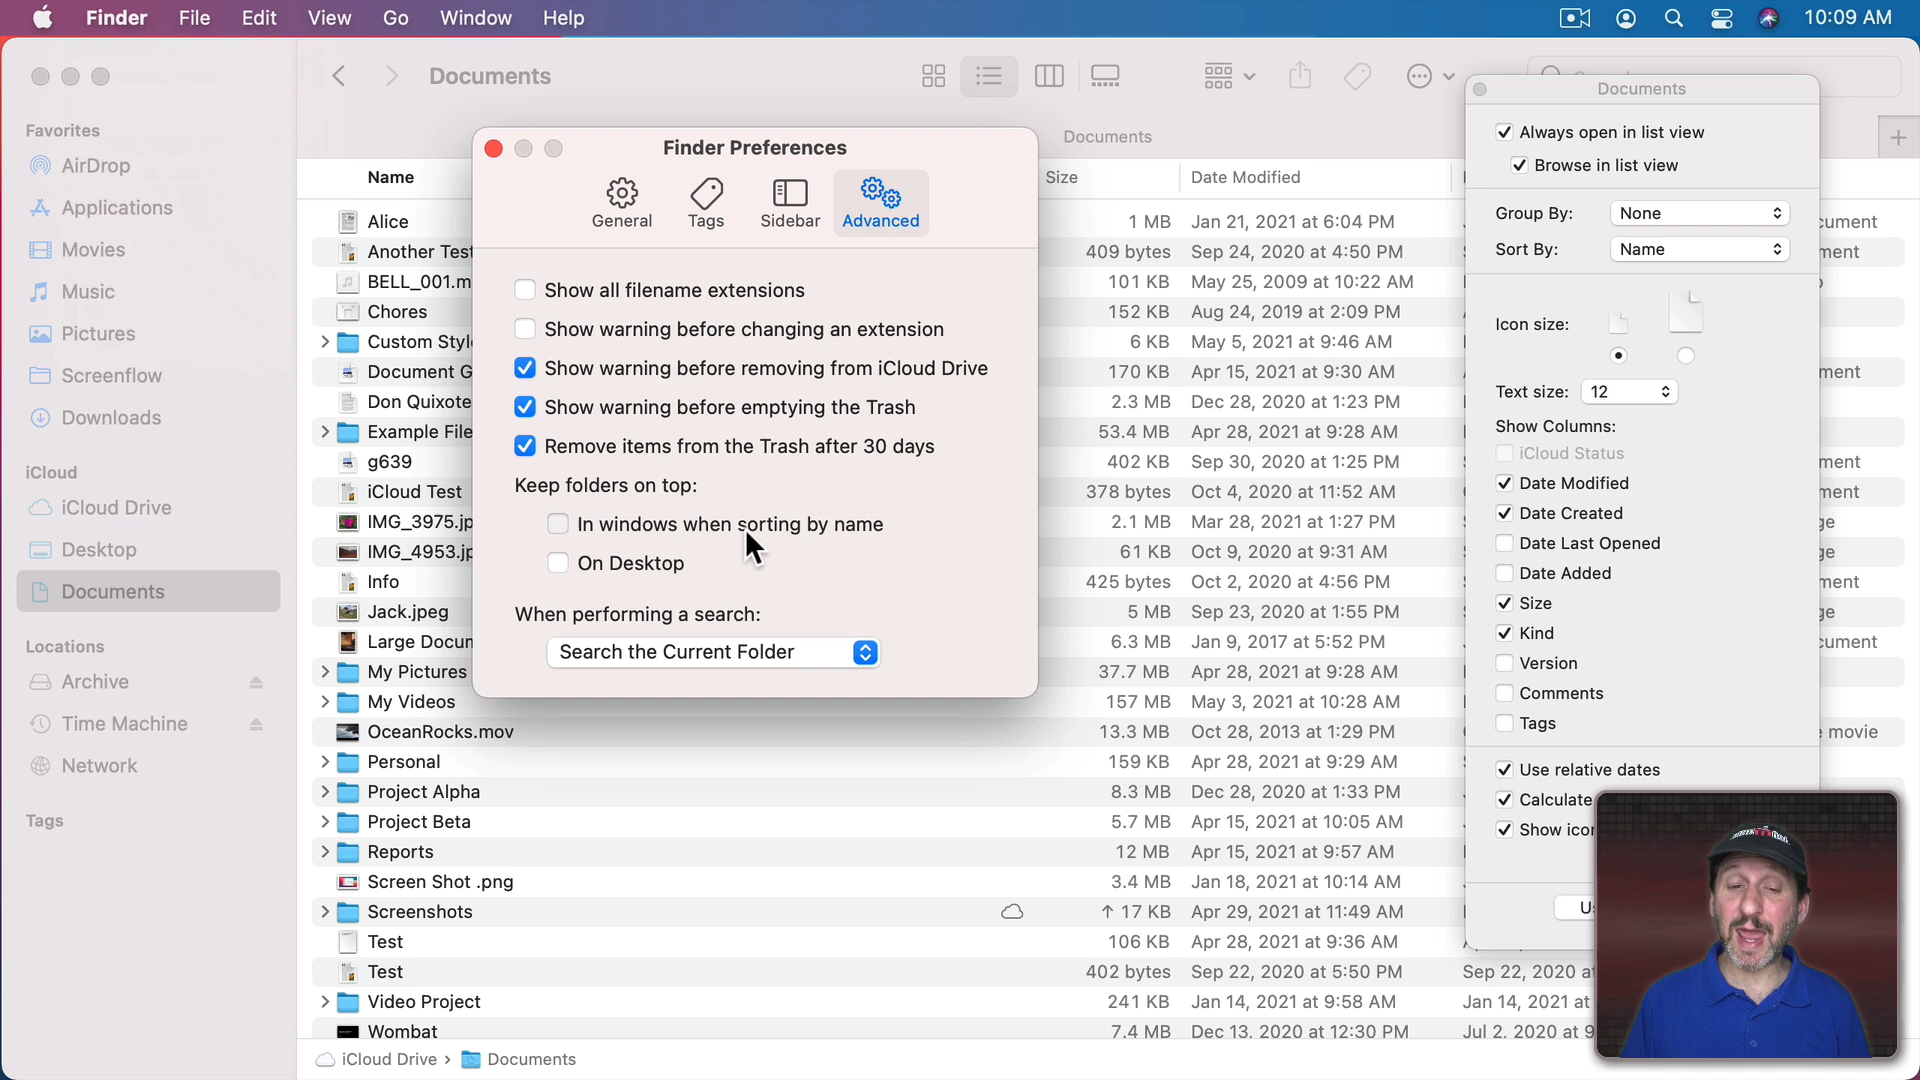 Finder File Edit View Go Window Help 10:09 AM
Documents
Documents
Favorites
AirDrop
Applications
Movies
Music
Pictures
Screenflow
Downloads
iCloud
iCloud Drive
Desktop
Documents
Locations
Archive
Time Machine
Network
Tags
Name Size Date Modified
Alice 1 MB Jan 21, 2021 at 6:04 PM
Another Test 409 bytes Sep 24, 2020 at 4:50 PM
BELL_001.m 101 KB May 25, 2009 at 10:22 AM
Chores 152 KB Aug 24, 2019 at 2:09 PM
Custom Style 6 KB May 5, 2021 at 9:46 AM
Document G 170 KB Apr 15, 2021 at 9:30 AM
Don Quixote 2.3 MB Dec 28, 2020 at 1:23 PM
Example File 53.4 MB Apr 28, 2021 at 9:28 AM
g639 402 KB Sep 30, 2020 at 1:25 PM
iCloud Test 378 bytes Oct 4, 2020 at 11:52 AM
IMG_3975.jp 2.1 MB Mar 28, 2021 at 1:27 PM
IMG_4953.jp 61 KB Oct 9, 2020 at 9:31 AM
Info 425 bytes Oct 2, 2020 at 4:56 PM
Jack.jpeg 5 MB Sep 23, 2020 at 1:55 PM
Large Docum 6.3 MB Jan 9, 2017 at 5:52 PM
My Pictures 37.7 MB Apr 28, 2021 at 9:28 AM
My Videos 157 MB May 3, 2021 at 10:28 AM
OceanRocks.mov 13.3 MB Oct 28, 2013 at 1:29 PM movie
Personal 159 KB Apr 28, 2021 at 9:29 AM
Project Alpha 8.3 MB Dec 28, 2020 at 1:33 PM
Project Beta 5.7 MB Apr 15, 2021 at 10:05 AM
Reports 12 MB Apr 15, 2021 at 9:57 AM
Screen Shot .png 3.4 MB Jan 18, 2021 at 10:14 AM
Screenshots ↑ 17 KB Apr 29, 2021 at 11:49 AM
Test 106 KB Apr 28, 2021 at 9:36 AM
Test 402 bytes Sep 22, 2020 at 5:50 PM Sep 22, 2020 at
Video Project 241 KB Jan 14, 2021 at 9:58 AM Jan 14, 2021 at
Wombat 7.4 MB Dec 13, 2020 at 12:30 PM Jul 2, 2020 at 9
iCloud Drive › Documents
Finder Preferences
General Tags Sidebar Advanced
Show all filename extensions
Show warning before changing an extension
Show warning before removing from iCloud Drive
Show warning before emptying the Trash
Remove items from the Trash after 30 days
Keep folders on top:
In windows when sorting by name
On Desktop
When performing a search:
Search the Current Folder
Documents
Always open in list view
Browse in list view
Group By: None
Sort By: Name
Icon size:
Text size: 12
Show Columns:
iCloud Status
Date Modified
Date Created
Date Last Opened
Date Added
Size
Kind
Version
Comments
Tags
Use relative dates
Calculate
Show icon